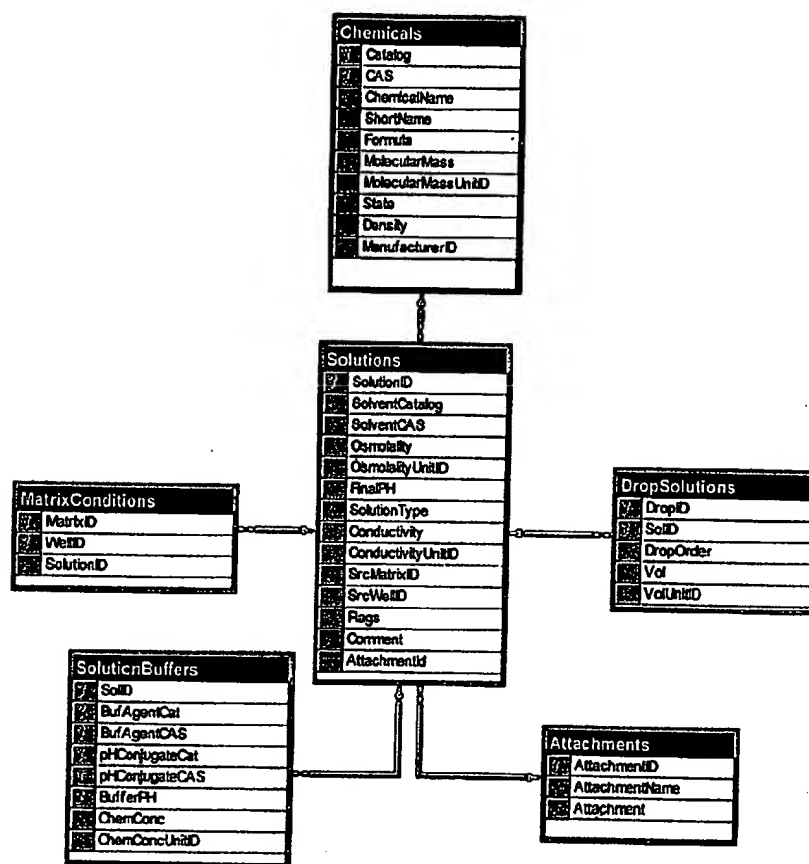 Chemicals
Catalog
CAS
ChemicalName
ShortName
Formula
MolecularMass
MolecularMassUnitID
State
Density
ManufacturerID
Solutions
SolutionID
SolventCatalog
SolventCAS
Osmolality
OsmolalityUnitID
FinalPH
SolutionType
Conductivity
ConductivityUnitID
SrcMatrixID
SrcWellID
Flags
Comment
AttachmentId
MatrixConditions
MatrixID
WellID
SolutionID
DropSolutions
DropID
SolID
DropOrder
Vol
VolUnitID
SolutionBuffers
SolID
BufAgentCat
BufAgentCAS
pHConjugateCat
pHConjugateCAS
BufferPH
ChemConc
ChemConcUnitID
Attachments
AttachmentID
AttachmentName
Attachment